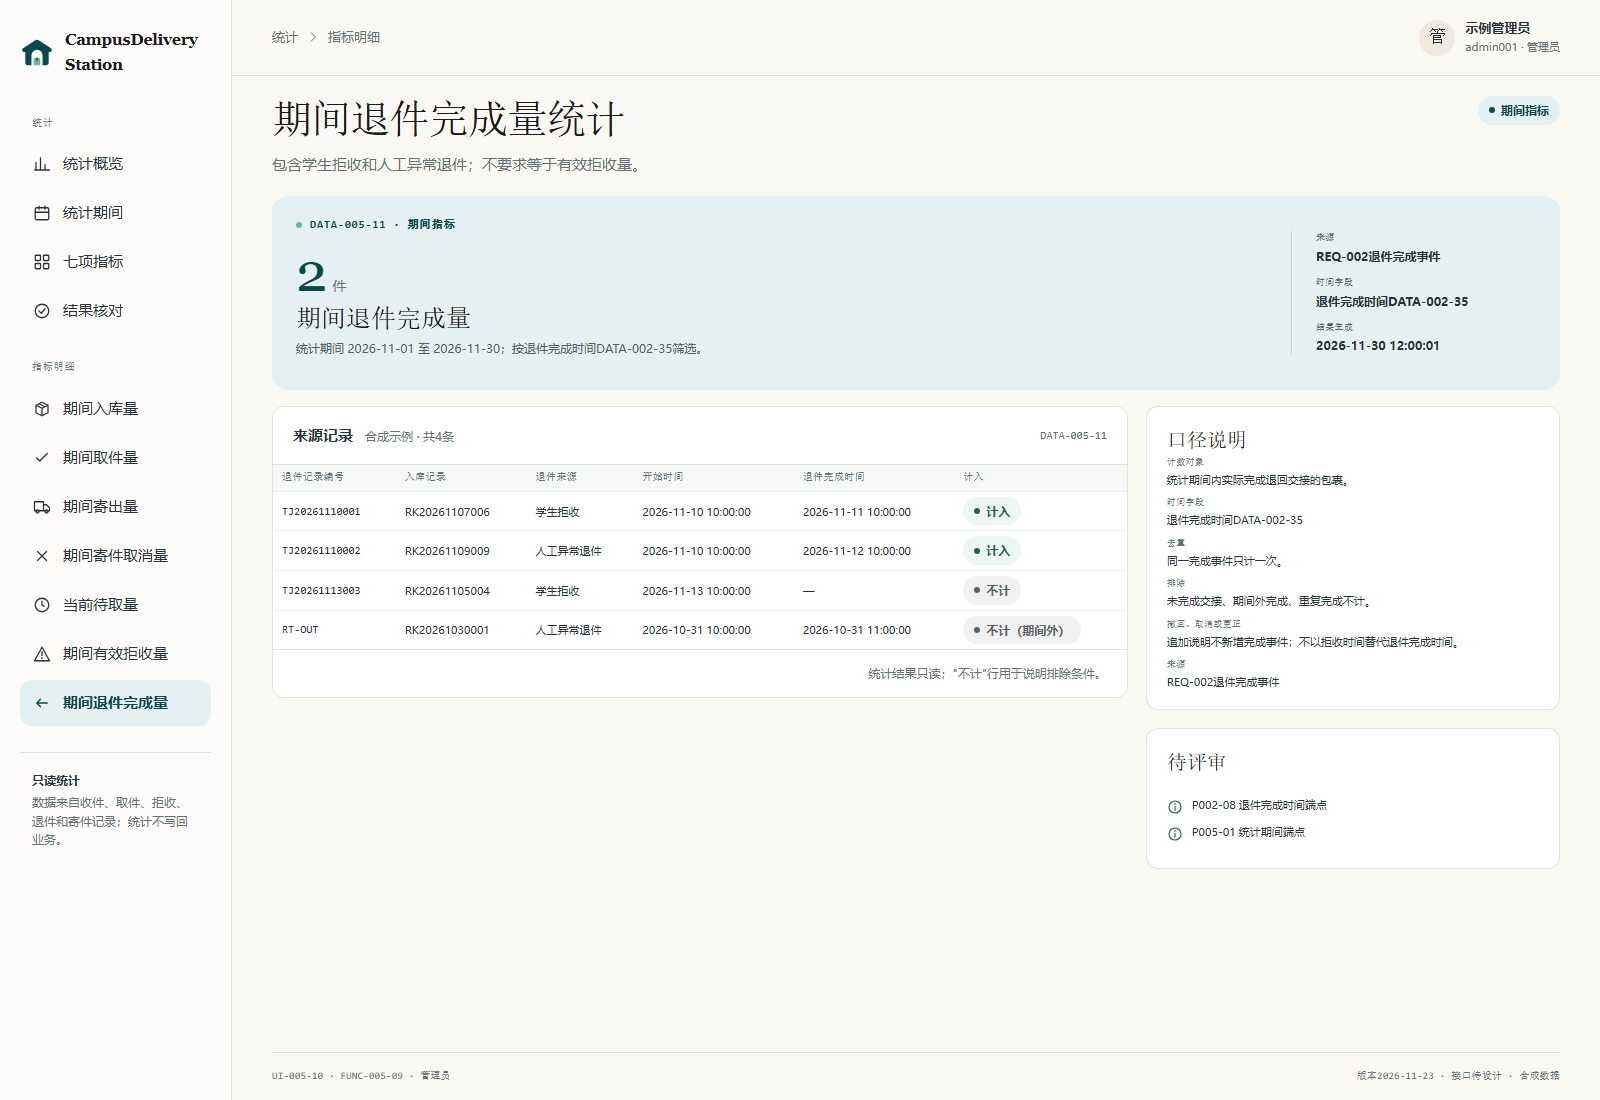 CampusDelivery
Station
统计
统计概览
统计期间
七项指标
结果核对
指标明细
期间入库量
期间取件量
期间寄出量
期间寄件取消量
当前待取量
期间有效拒收量
期间退件完成量
只读统计
数据来自收件、取件、拒收、
退件和寄件记录；统计不写回
业务。
统计 > 指标明细
管
示例管理员
admin001 · 管理员
期间退件完成量统计
期间指标
包含学生拒收和人工异常退件；不要求等于有效拒收量。
DATA-005-11 · 期间指标
2 件
期间退件完成量
统计期间 2026-11-01 至 2026-11-30；按退件完成时间DATA-002-35筛选。
来源
REQ-002退件完成事件
时间字段
退件完成时间DATA-002-35
结果生成
2026-11-30 12:00:01
来源记录 合成示例 · 共4条 DATA-005-11
退件记录编号 入库记录 退件来源 开始时间 退件完成时间 计入
TJ20261110001 RK20261107006 学生拒收 2026-11-10 10:00:00 2026-11-11 10:00:00 计入
TJ20261110002 RK20261109009 人工异常退件 2026-11-10 10:00:00 2026-11-12 10:00:00 计入
TJ20261113003 RK20261105004 学生拒收 2026-11-13 10:00:00 — 不计
RT-OUT RK20261030001 人工异常退件 2026-10-31 10:00:00 2026-10-31 11:00:00 不计（期间外）
统计结果只读；"不计"行用于说明排除条件。
口径说明
计数对象
统计期间内实际完成退回交接的包裹。
时间字段
退件完成时间DATA-002-35
去重
同一完成事件只计一次。
排除
未完成交接、期间外完成、重复完成不计。
撤回、取消或更正
追加说明不新增完成事件；不以拒收时间替代退件完成时间。
来源
REQ-002退件完成事件
待评审
P002-08 退件完成时间端点
P005-01 统计期间端点
UI-005-10 · FUNC-005-09 · 管理员
版本2026-11-23 · 接口待设计 · 合成数据